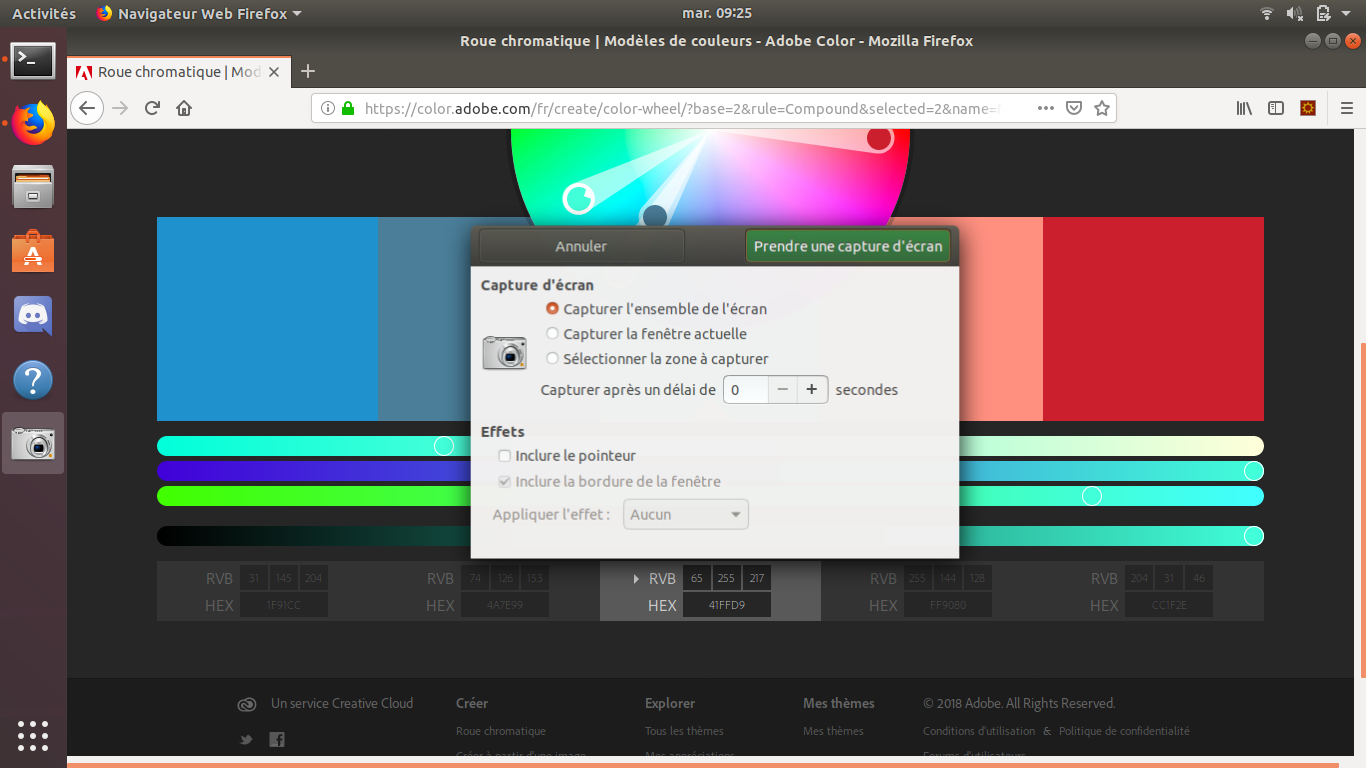 Activités Navigateur Web Firefox mar. 09:25
Roue chromatique | Modèles de couleurs - Adobe Color - Mozilla Firefox
Roue chromatique | Mod
https://color.adobe.com/fr/create/color-wheel/?base=2&rule=Compound&selected=2&name=
Annuler Prendre une capture d'écran
Capture d'écran
Capturer l'ensemble de l'écran
Capturer la fenêtre actuelle
Sélectionner la zone à capturer
Capturer après un délai de 0 secondes
Effets
Inclure le pointeur
Inclure la bordure de la fenêtre
Appliquer l'effet : Aucun
RVB 31 145 204 RVB 74 126 153 RVB 65 255 217 RVB 255 144 128 RVB 204 31 46
HEX 1F91CC HEX 4A7E99 HEX 41FFD9 HEX FF9080 HEX CC1F2E
Un service Creative Cloud Créer Explorer Mes thèmes © 2018 Adobe. All Rights Reserved.
Roue chromatique Tous les thèmes Mes thèmes Conditions d'utilisation & Politique de confidentialité
Créer à partir d'une image Mes appréciations Forums d'utilisateurs